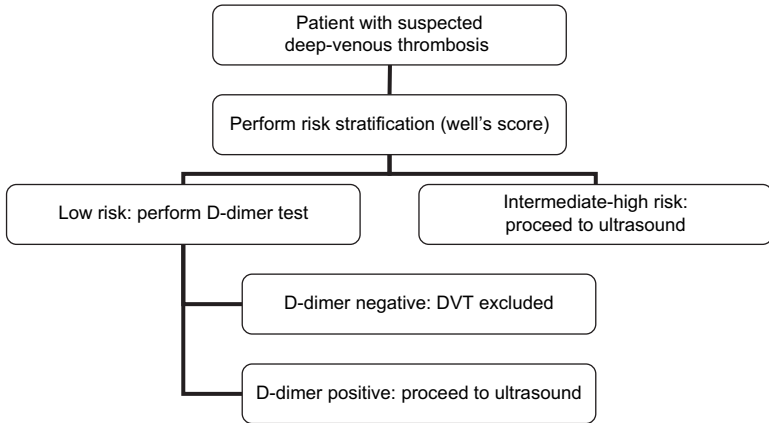 Patient with suspected
deep-venous thrombosis
Perform risk stratification (well's score)
Low risk: perform D-dimer test
Intermediate-high risk:
proceed to ultrasound
D-dimer negative: DVT excluded
D-dimer positive: proceed to ultrasound